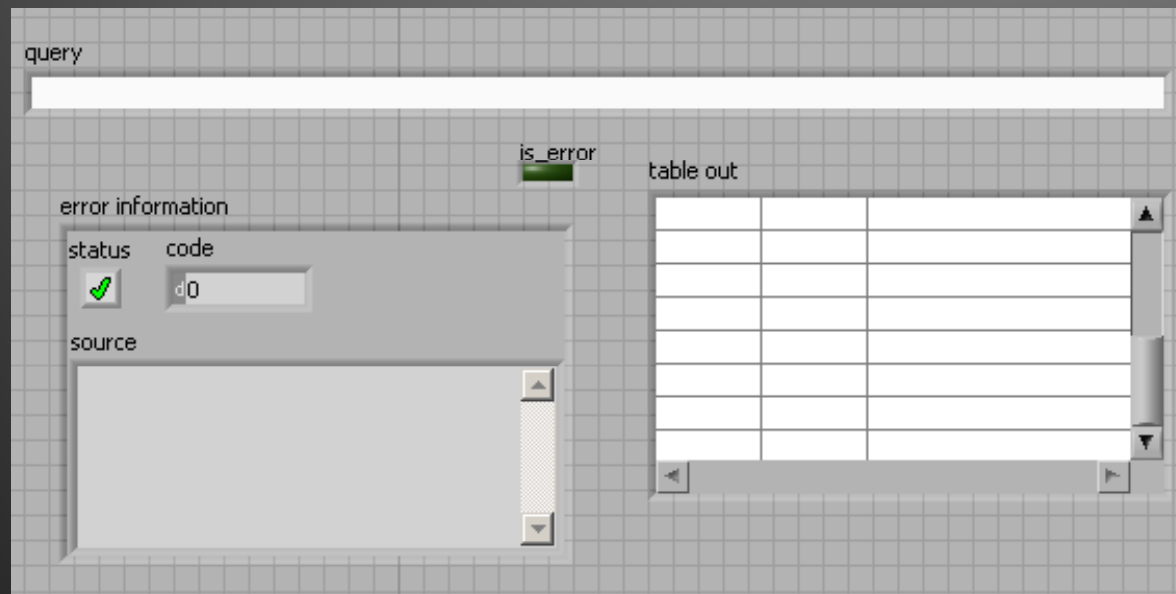 query
is_error
table out
error information
status
code
d0
source